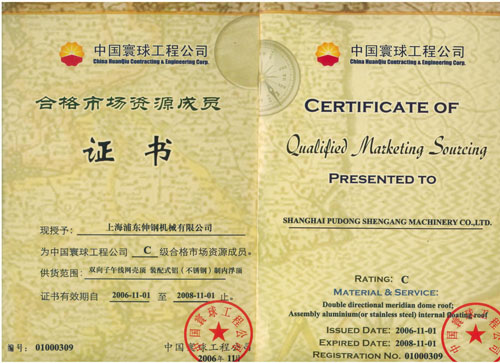 中国寰球工程公司
China HuanQiu Contracting & Engineering Corp.
合格市场资源成员
证书
现授予：上海浦东伸钢机械有限公司
为中国寰球工程公司 C 级合格市场资源成员。
供货范围：双向子午线网壳顶 装配式铝（不锈钢）制内浮顶
证书有效期自 2006-11-01 至 2008-11-01 止。
中国寰球工程公司
编号：01000309
2006年11
中国寰球工程公司
China HuanQiu Contracting & Engineering Corp.
CERTIFICATE OF
Qualified Marketing Sourcing
PRESENTED TO
SHANGHAI PUDONG SHENGANG MACHINERY CO.,LTD.
RATING: C
MATERIAL & SERVICE:
Double directional meridian dome roof;
Assembly aluminium(or stainless steel) internal floating roof
ISSUED DATE: 2006-11-01
EXPIRED DATE: 2008-11-01
REGISTRATION NO. 01000309